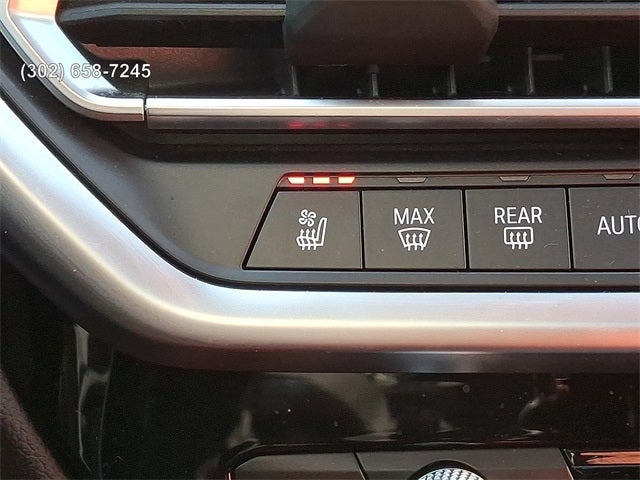 (302) 658-7245
MAX
REAR
AUTO